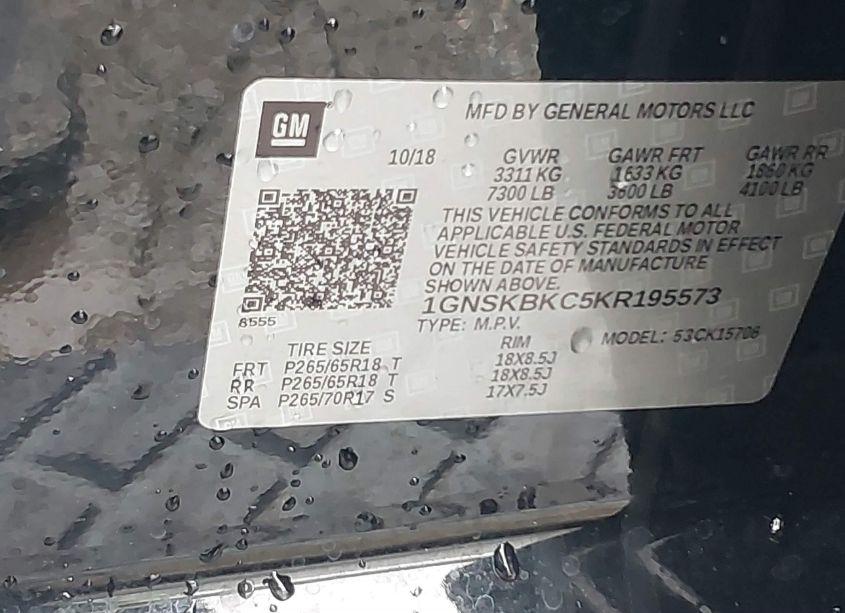 GM
MFD BY GENERAL MOTORS LLC
10/18 GVWR GAWR FRT GAWR RR
3311 KG 1633 KG 1860 KG
7300 LB 3600 LB 4100 LB
THIS VEHICLE CONFORMS TO ALL
APPLICABLE U.S. FEDERAL MOTOR
VEHICLE SAFETY STANDARDS IN EFFECT
ON THE DATE OF MANUFACTURE
SHOWN ABOVE.
1GNSKBKC5KR195573
8555
TYPE: M.P.V. MODEL: 53CK15706
TIRE SIZE RIM
FRT P265/65R18 T 18X8.5J
RR P265/65R18 T 18X8.5J
SPA P265/70R17 S 17X7.5J